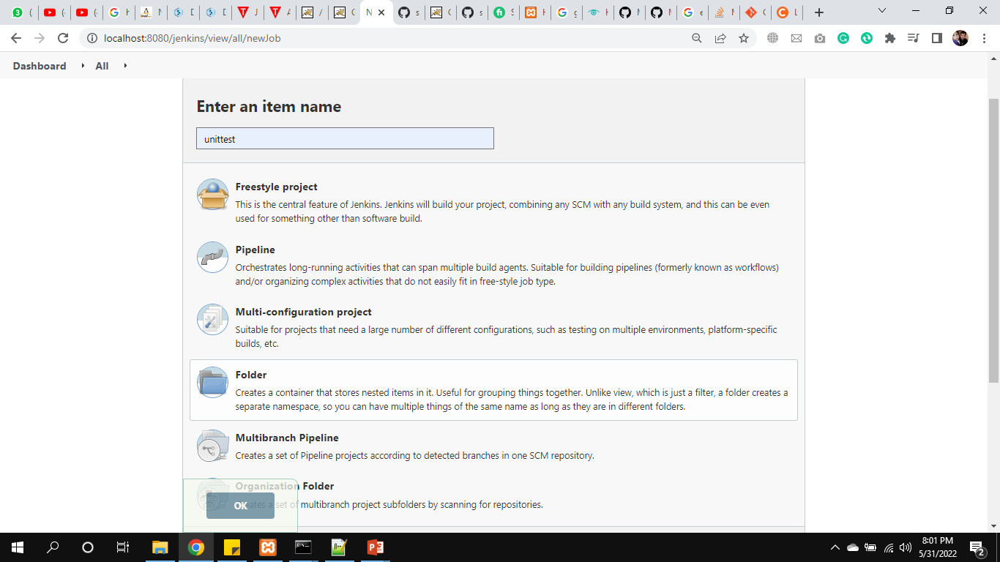 localhost:8080/jenkins/view/all/newJob
Dashboard
All
Enter an item name
unittest
Freestyle project
This is the central feature of Jenkins. Jenkins will build your project, combining any SCM with any build system, and this can be even
used for something other than software build.
Pipeline
Orchestrates long-running activities that can span multiple build agents. Suitable for building pipelines (formerly known as workflows)
and/or organizing complex activities that do not easily fit in free-style job type.
Multi-configuration project
Suitable for projects that need a large number of different configurations, such as testing on multiple environments, platform-specific
builds, etc.
Folder
Creates a container that stores nested items in it. Useful for grouping things together. Unlike view, which is just a filter, a folder creates a
separate namespace, so you can have multiple things of the same name as long as they are in different folders.
Multibranch Pipeline
Creates a set of Pipeline projects according to detected branches in one SCM repository.
Organization Folder
Creates a set of multibranch project subfolders by scanning for repositories.
OK
8:01 PM
5/31/2022
2